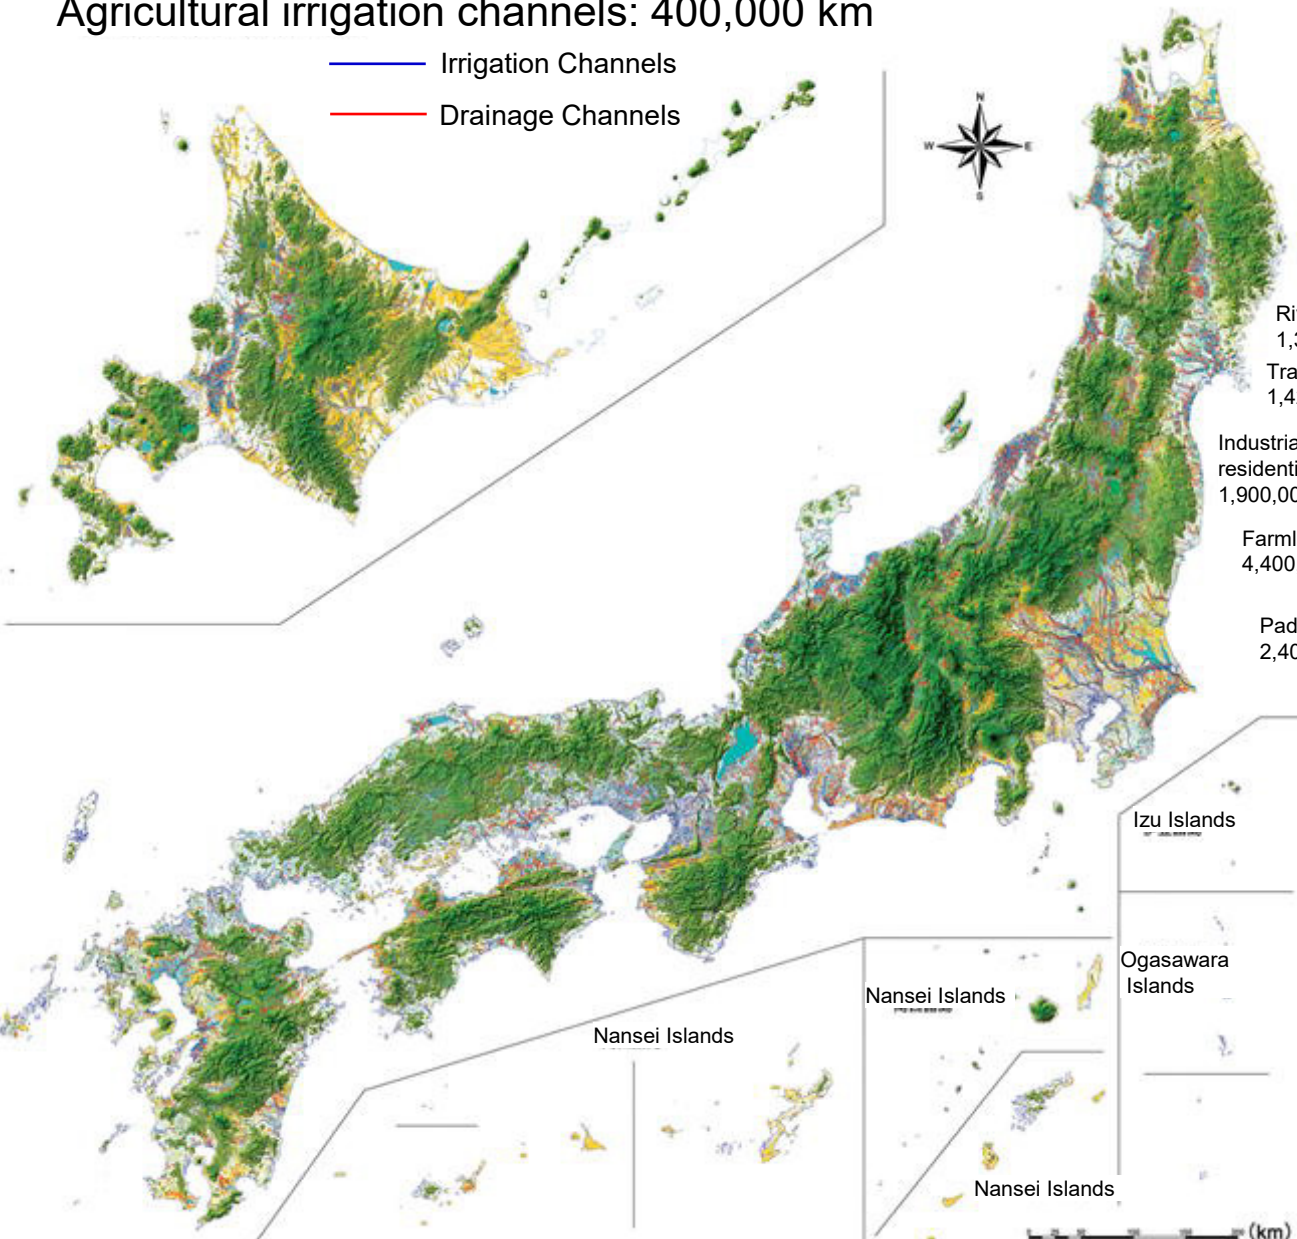 Agricultural irrigation channels: 400,000 km
Irrigation Channels
Drainage Channels
N
W
E
S
Ri
1,3
Tra
1,4
Industria
residenti
1,900,00
Farml
4,400
Pad
2,40
Izu Islands
Ogasawara
Islands
Nansei Islands
Nansei Islands
Nansei Islands
(km)